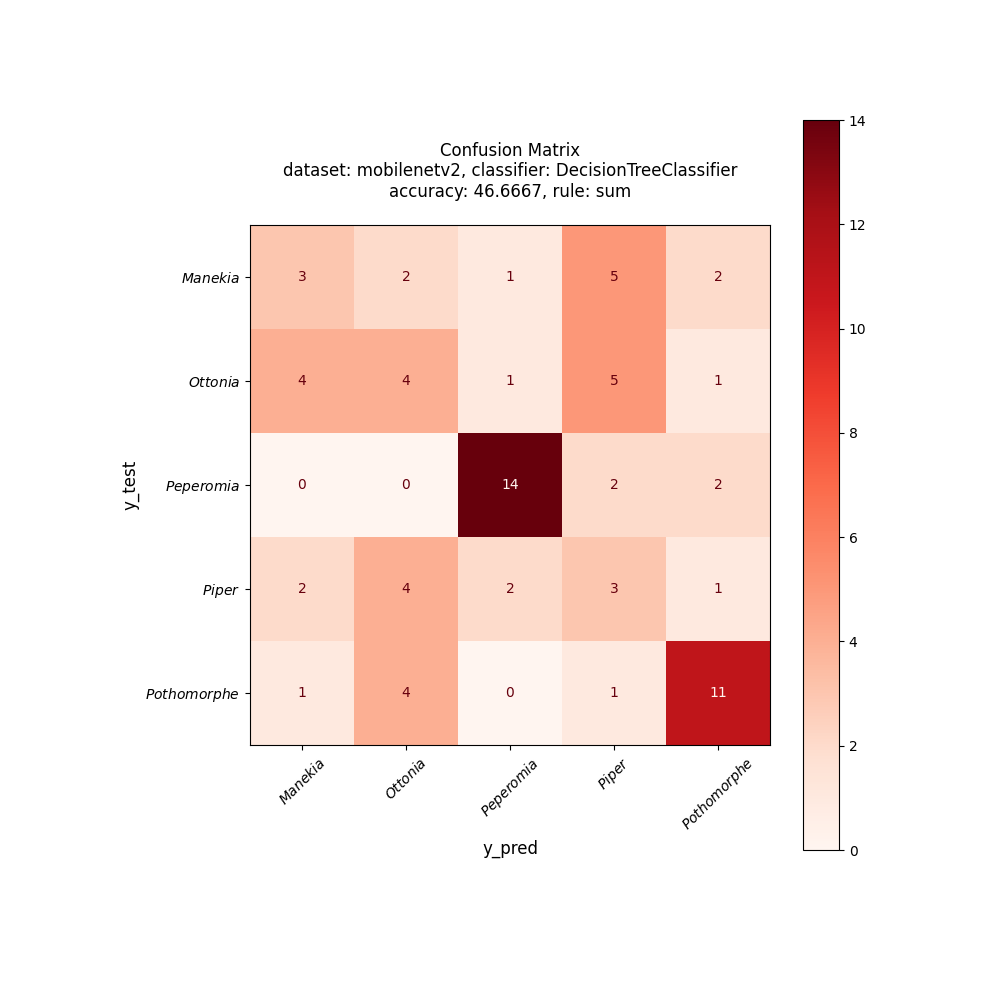 Confusion Matrix
dataset: mobilenetv2, classifier: DecisionTreeClassifier
accuracy: 46.6667, rule: sum
y_test
Manekia 3 2 1 5 2
Ottonia 4 4 1 5 1
Peperomia 0 0 14 2 2
Piper 2 4 2 3 1
Pothomorphe 1 4 0 1 11
Manekia Ottonia Peperomia Piper Pothomorphe
y_pred
14
12
10
8
6
4
2
0